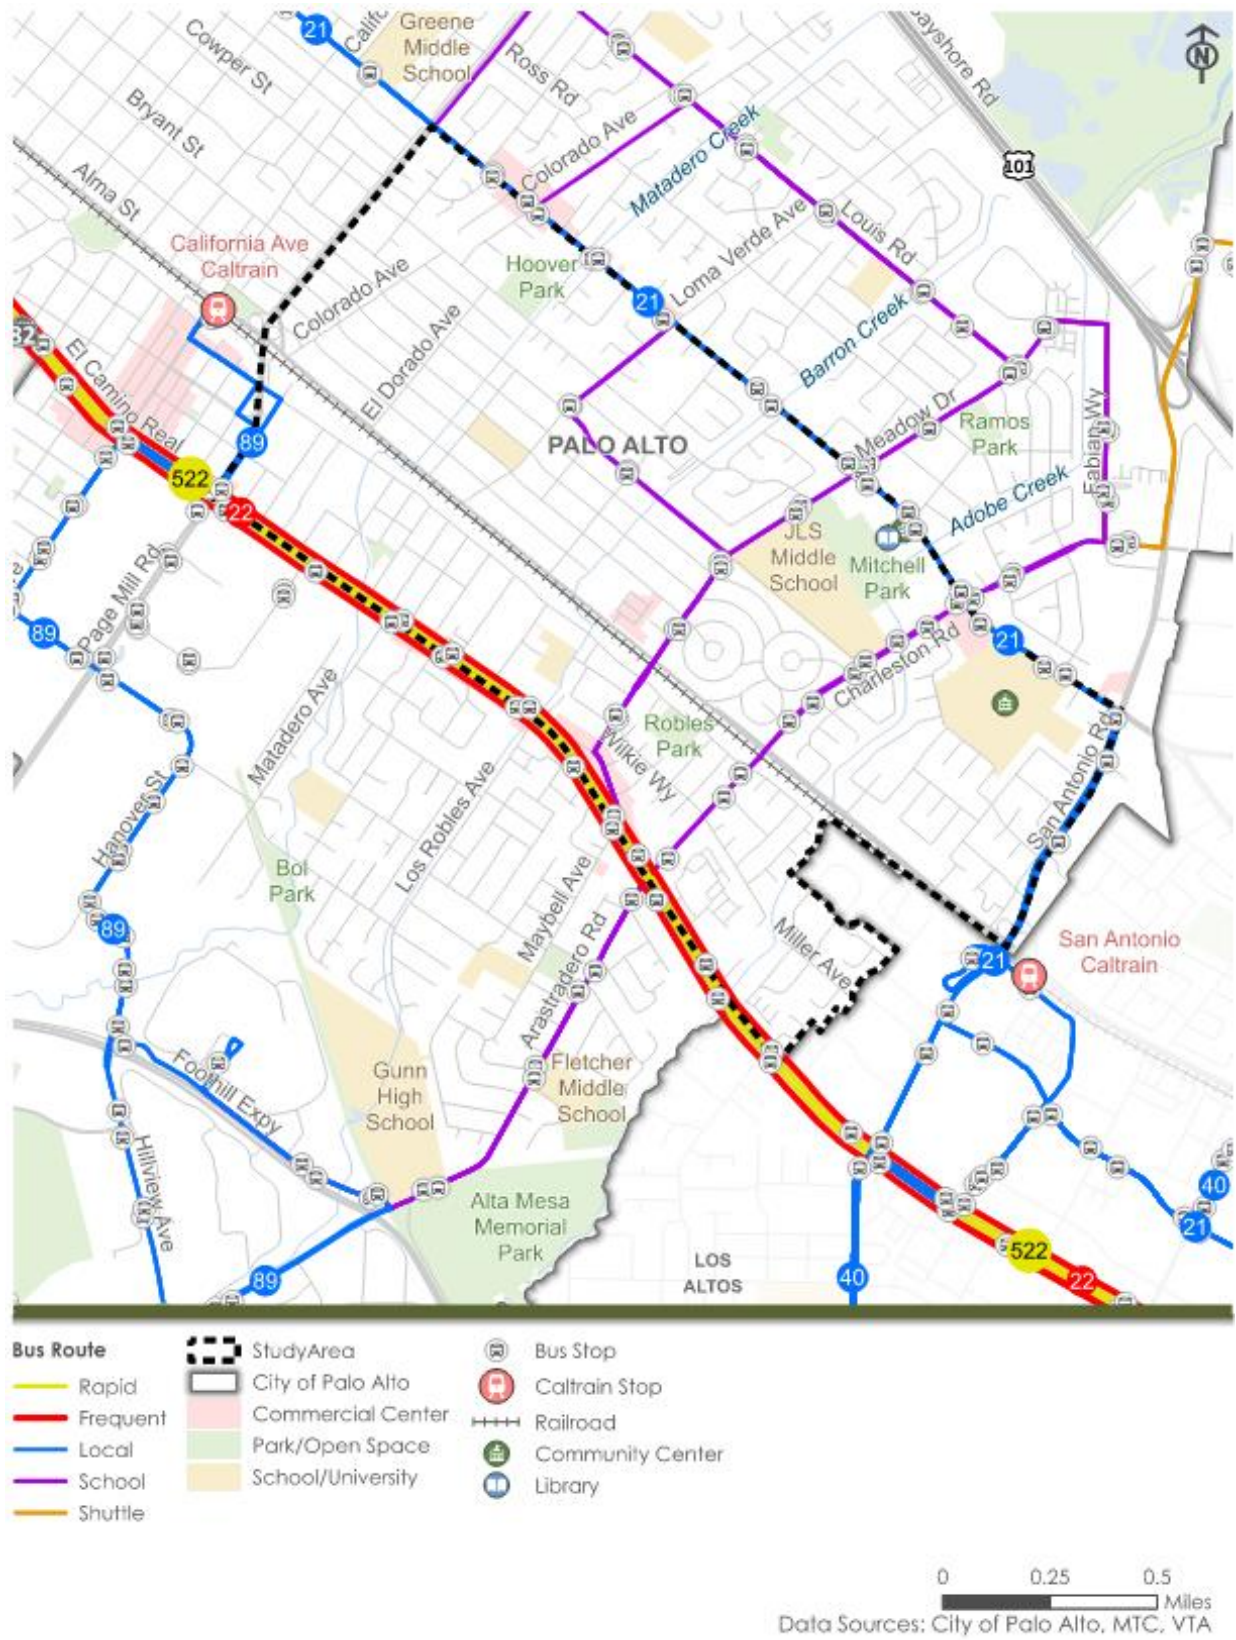 21
Greene
Middle
School
Cowper St
Ross Rd
Bayshore Rd
N
Bryant St
Colorado Ave
Matadero Creek
101
Alma St
California Ave
Caltrain
Hoover
Park
Loma Verde Ave
Louis Rd
Colorado Ave
21
El Dorado Ave
Barron Creek
El Camino Real
PALO ALTO
Meadow Dr
Ramos
Park
Fabian Wy
89
522
22
Adobe Creek
JLS
Middle
School
Mitchell
Park
Page Mill Rd
89
21
Charleston Rd
Matadero Ave
Robles
Park
Wilkie Wy
San Antonio Rd
Hanover St
Los Robles Ave
Bol
Park
Maybell Ave
Arastradero Rd
Miller Ave
89
21
San Antonio
Caltrain
Foothill Expy
Gunn
High
School
Fletcher
Middle
School
Hillview Ave
Alta Mesa
Memorial
Park
40
21
LOS
ALTOS
522
89
40
22
Bus Route
Rapid
Frequent
Local
School
Shuttle
StudyArea
City of Palo Alto
Commercial Center
Park/Open Space
School/University
Bus Stop
Caltrain Stop
Railroad
Community Center
Library
0 0.25 0.5
Miles
Data Sources: City of Palo Alto, MTC, VTA